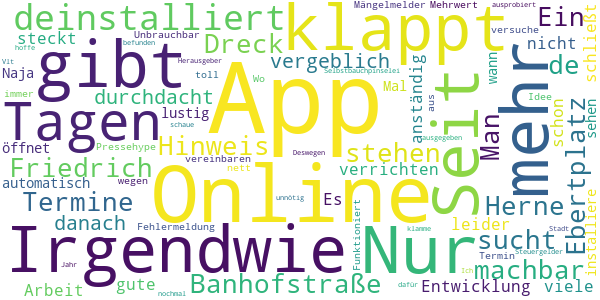 deinstalliert
klappt
Mängelmelder
Mehrwert
ausprobiert
Ein
steckt
Unbrauchbar
Dreck
versuche
hoffe
befunden
Herausgeber
Wo
vergeblich
nicht
de
schließt
Naja
toll
Selbstbauchpinselei
gibt
App
Seit
mehr
wann
Idee
immer
durchdacht
lustig
Mal
anständig
aus
schon
sehen
Tagen
Hinweis
stehen
Man
Ebertplatz
öffnet
Vit
Pressehype
schaue
ausgegeben
installiere
Friedrich
vereinbaren
Deswegen
automatisch
wegen
nett
verrichten
Online
Nur
Termine
danach
Es
unnötig
Herne
Fehlermeldung
Funktioniert
leider
Termin
Stadt
Irgendwie
sucht
machbar
klamme
Steuergelder
Jahr
Banhofstraße
Ich
Arbeit
gute
nochmal
dafür
Entwicklung
viele